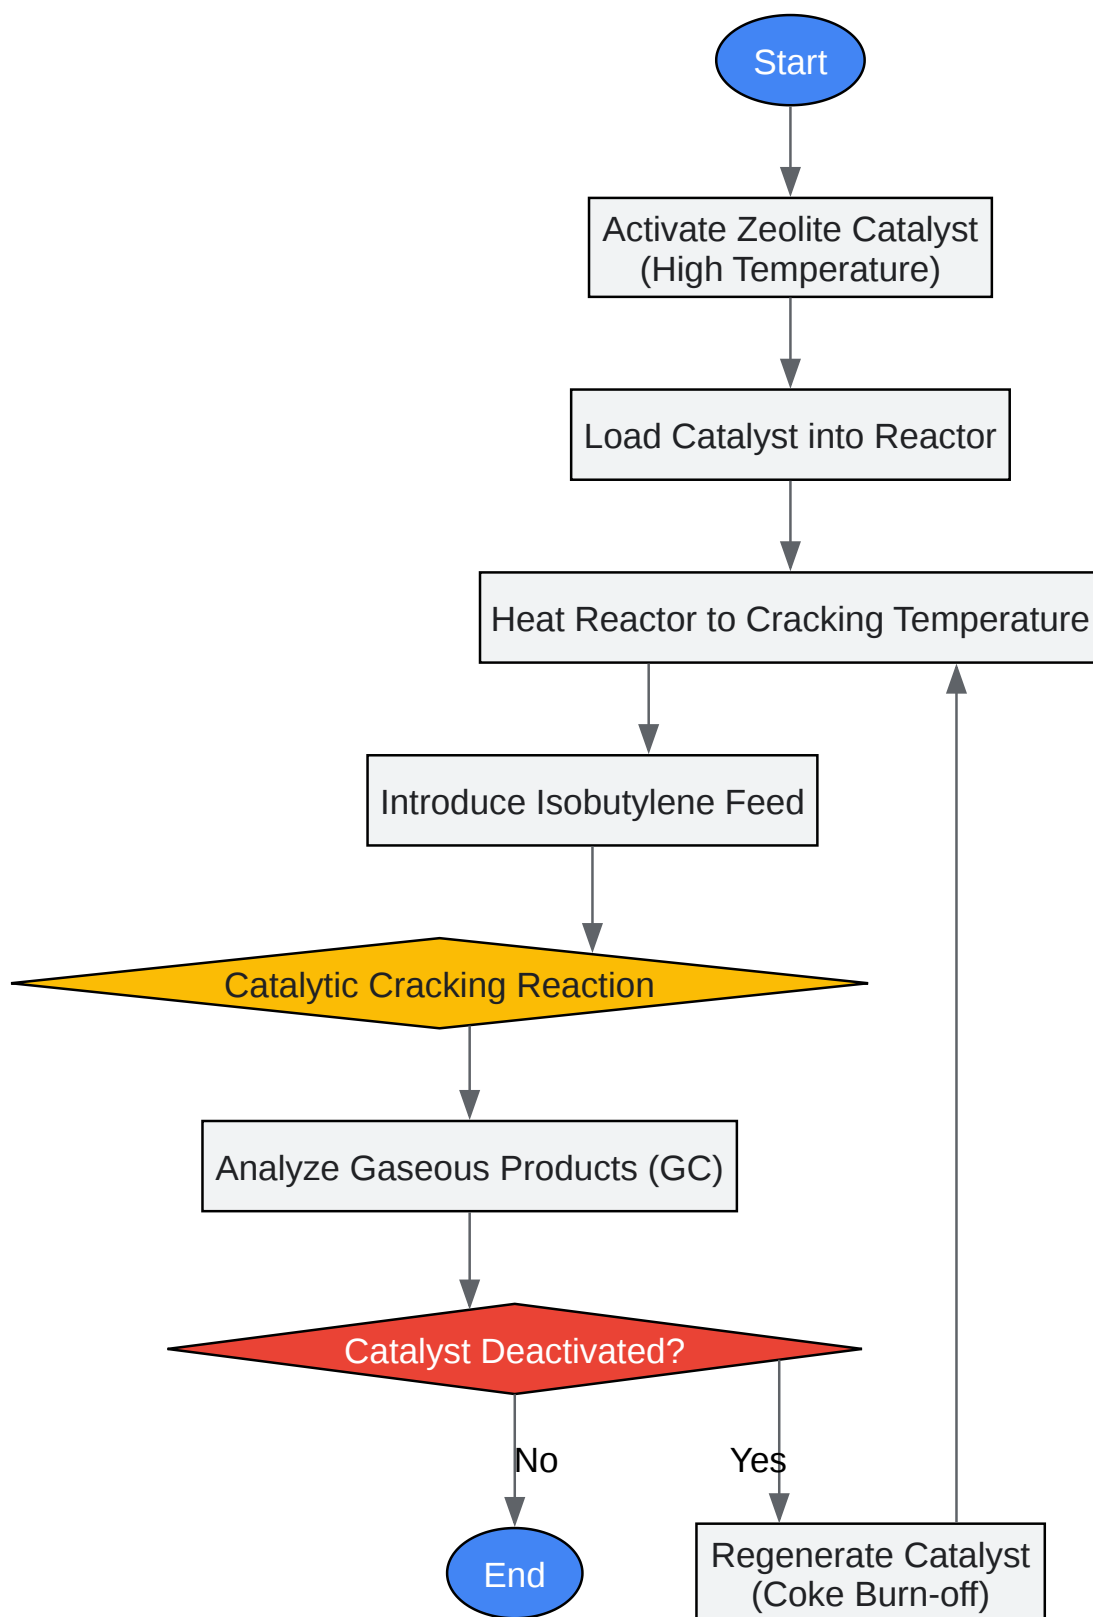 Start
Activate Zeolite Catalyst
(High Temperature)
Load Catalyst into Reactor
Heat Reactor to Cracking Temperature
Introduce Isobutylene Feed
Catalytic Cracking Reaction
Analyze Gaseous Products (GC)
Catalyst Deactivated?
No
Yes
End
Regenerate Catalyst
(Coke Burn-off)